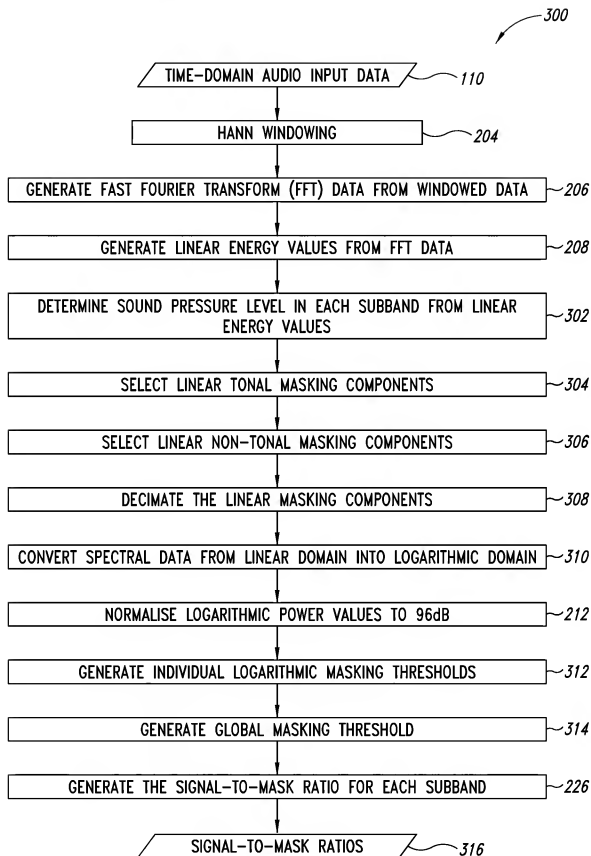 300
TIME-DOMAIN AUDIO INPUT DATA 110
HANN WINDOWING 204
GENERATE FAST FOURIER TRANSFORM (FFT) DATA FROM WINDOWED DATA 206
GENERATE LINEAR ENERGY VALUES FROM FFT DATA 208
DETERMINE SOUND PRESSURE LEVEL IN EACH SUBBAND FROM LINEAR
ENERGY VALUES 302
SELECT LINEAR TONAL MASKING COMPONENTS 304
SELECT LINEAR NON-TONAL MASKING COMPONENTS 306
DECIMATE THE LINEAR MASKING COMPONENTS 308
CONVERT SPECTRAL DATA FROM LINEAR DOMAIN INTO LOGARITHMIC DOMAIN 310
NORMALISE LOGARITHMIC POWER VALUES TO 96dB 212
GENERATE INDIVIDUAL LOGARITHMIC MASKING THRESHOLDS 312
GENERATE GLOBAL MASKING THRESHOLD 314
GENERATE THE SIGNAL-TO-MASK RATIO FOR EACH SUBBAND 226
SIGNAL-TO-MASK RATIOS 316